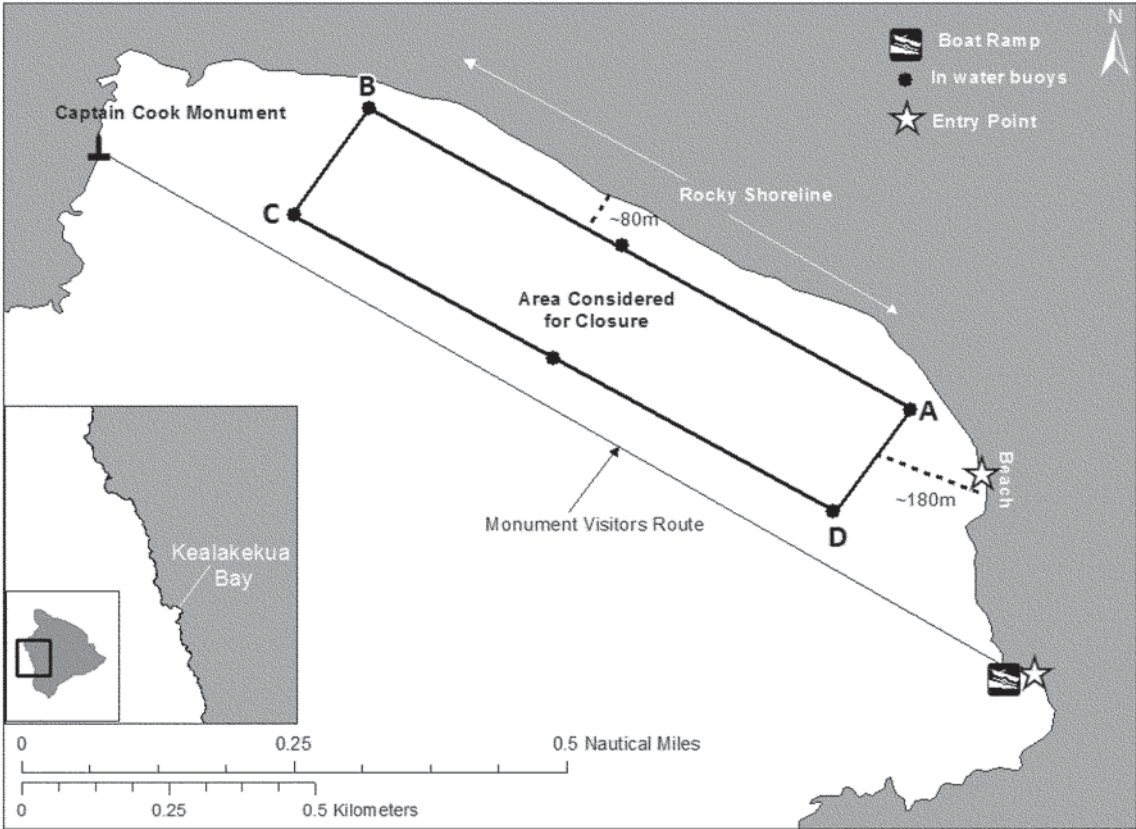 N
Boat Ramp
In water buoys
Entry Point
B
Captain Cook Monument
Rocky Shoreline
C
~80m
Area Considered
for Closure
A
Beach
~180m
D
Monument Visitors Route
Kealakekua
Bay
0 0.25 0.5 Nautical Miles
0 0.25 0.5 Kilometers